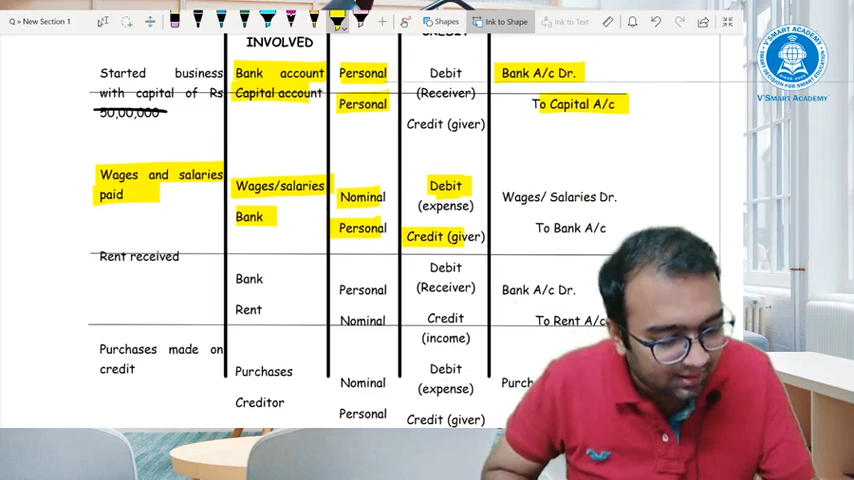 Q » New Section 1
Shapes
Ink to Shape
Ink to Text
INVOLVED
Started business
with capital of Rs
50,00,000
Bank account
Capital account
Personal
Personal
Debit
(Receiver)
Credit (giver)
Bank A/c Dr.
To Capital A/c
Wages and salaries
paid
Wages/salaries
Bank
Nominal
Personal
Debit
(expense)
Credit (giver)
Wages/ Salaries Dr.
To Bank A/c
Rent received
Bank
Rent
Personal
Nominal
Debit
(Receiver)
Credit
(income)
Bank A/c Dr.
To Rent A/c
Purchases made on
credit
Purchases
Creditor
Nominal
Personal
Debit
(expense)
Credit (giver)
Purch
V'SMART ACADEMY
V'SMART ACADEMY